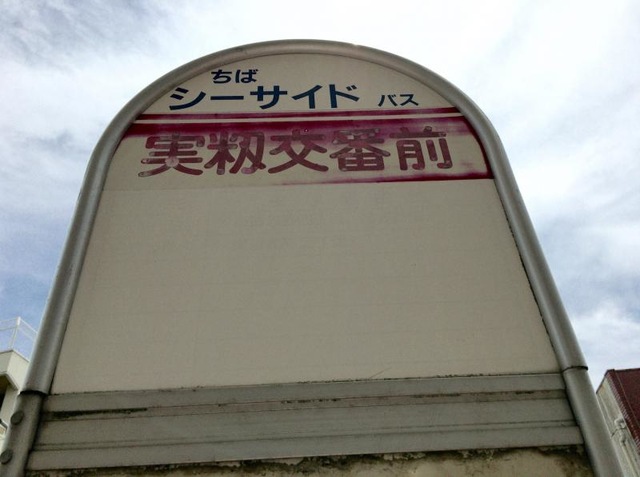 ちば
シーサイド バス
実籾交番前